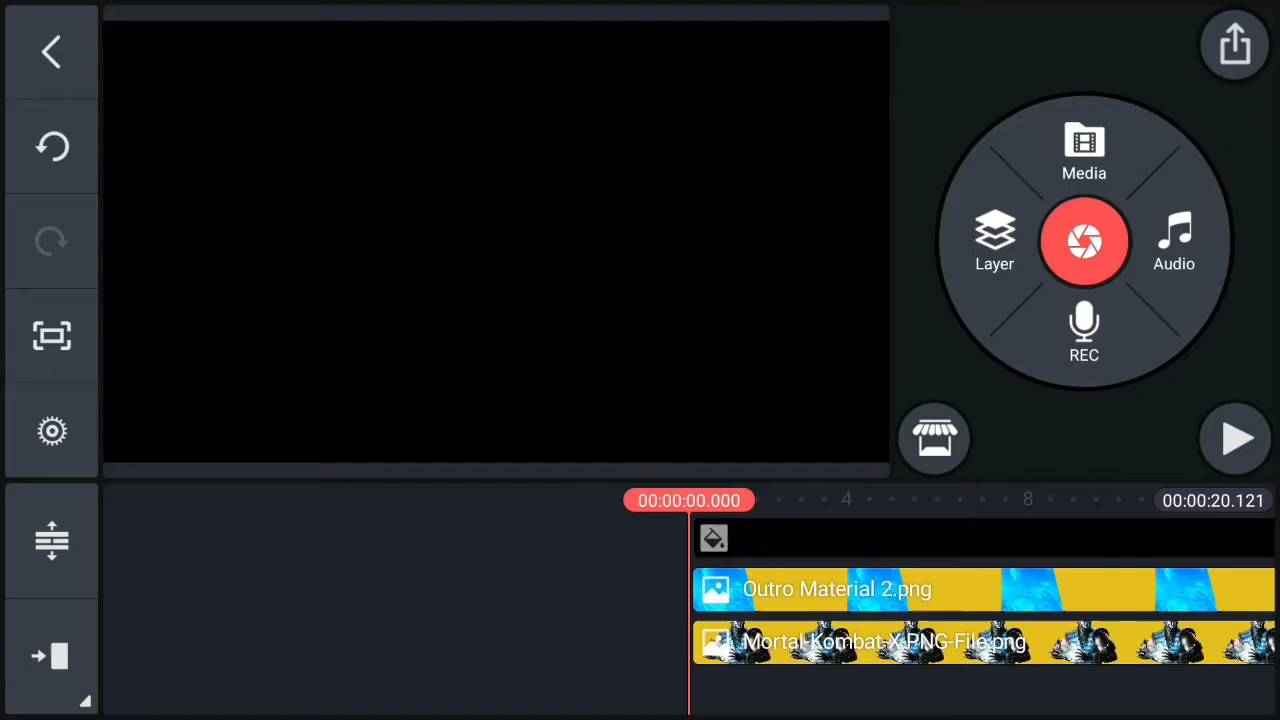 Media
Layer
Audio
REC
00:00:00.000
4
8
00:00:20.121
Outro Material 2.png
Mortal-Kombat-X-PNG-File.png